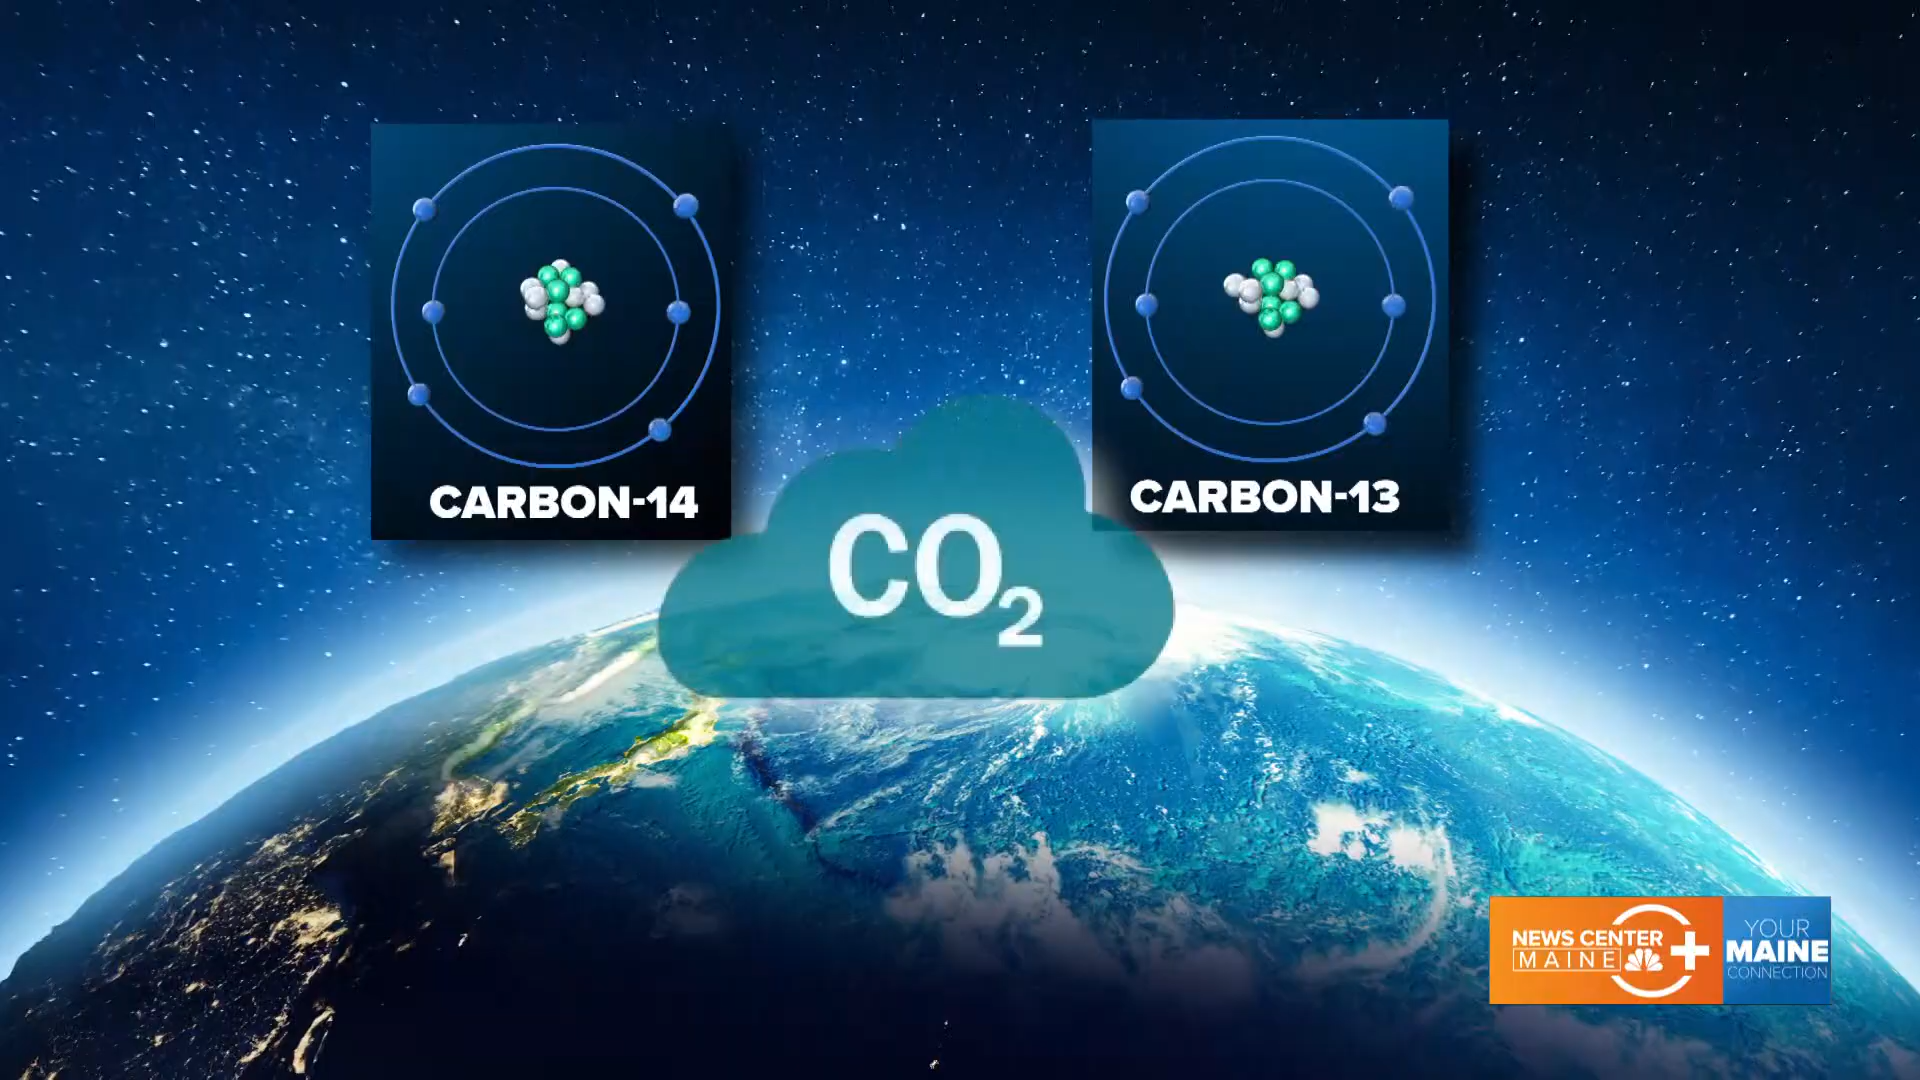 CARBON-14
CARBON-13
CO₂
NEWS CENTER
MAINE
YOUR
MAINE
CONNECTION